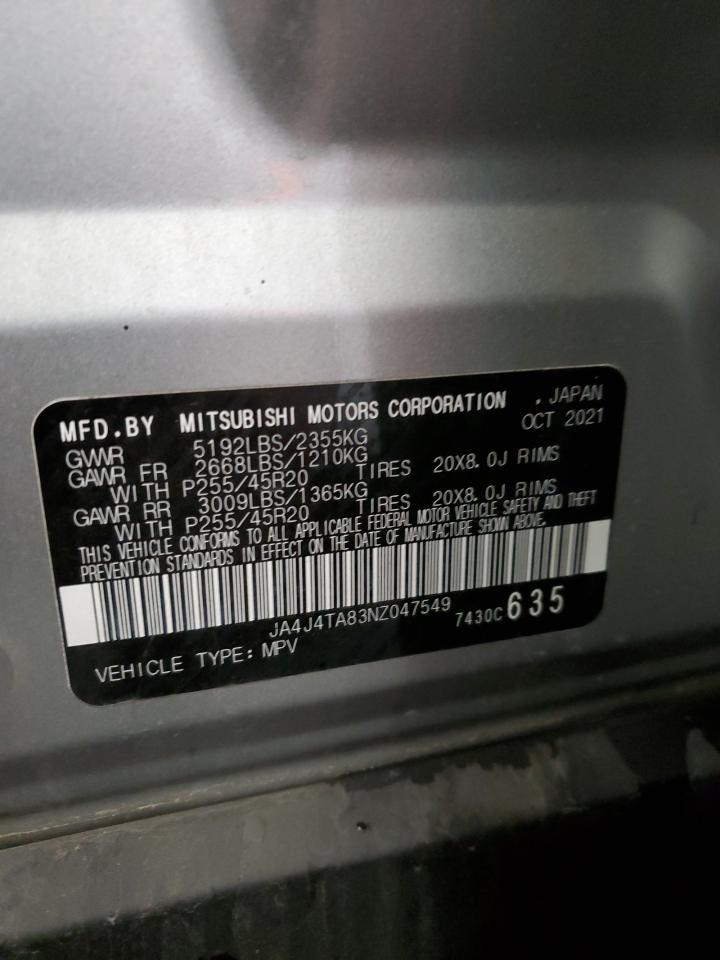 MFD.BY MITSUBISHI MOTORS CORPORATION . JAPAN
OCT 2021
GVWR 5192LBS/2355KG
GAWR FR 2668LBS/1210KG
WITH P255/45R20 TIRES 20X8.0J RIMS
GAWR RR 3009LBS/1365KG
WITH P255/45R20 TIRES 20X8.0J RIMS
THIS VEHICLE CONFORMS TO ALL APPLICABLE FEDERAL MOTOR VEHICLE SAFETY AND THEFT
PREVENTION STANDARDS IN EFFECT ON THE DATE OF MANUFACTURE SHOWN ABOVE.
JA4J4TA83NZ047549
VEHICLE TYPE: MPV 7430C 635